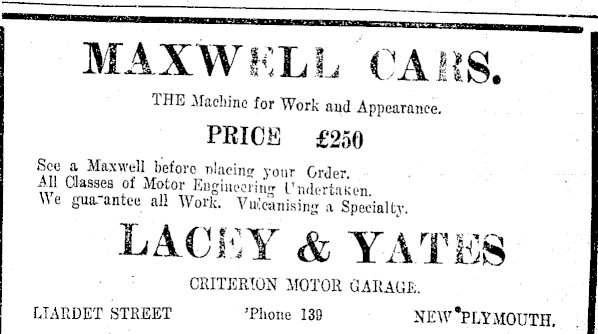 MAXWELL CARS.
THE Machine for Work and Appearance.
PRICE £250
See a Maxwell before placing your Order.
All Classes of Motor Engineering Undertaken.
We guarantee all Work. Vulcanising a Specialty.
LACEY & YATES
CRITERION MOTOR GARAGE.
LIARDET STREET 'Phone 139 NEW PLYMOUTH.